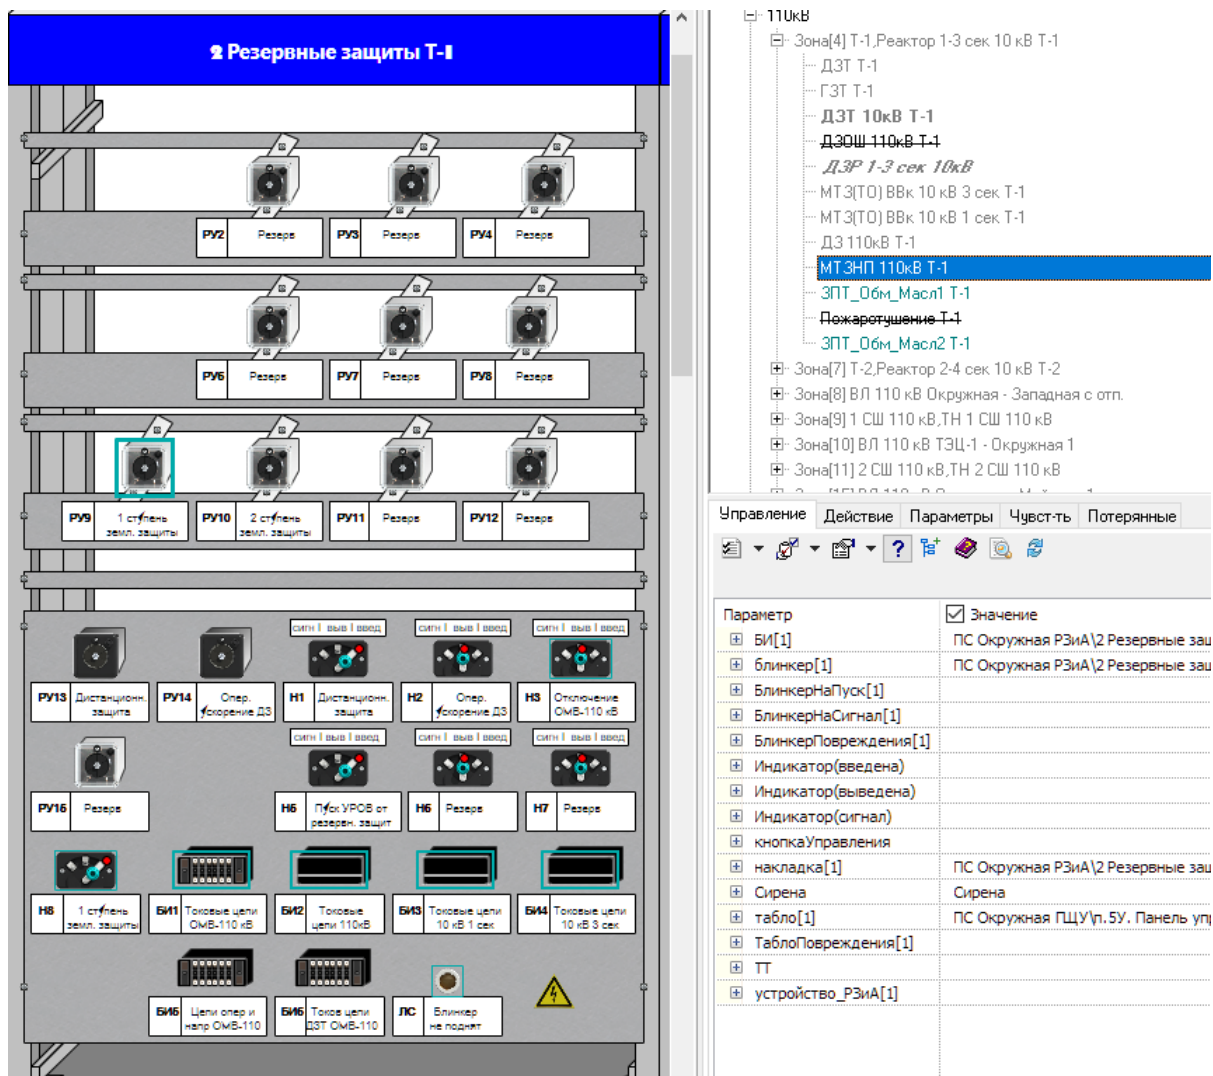 2 Резервные защиты Т-1
РУ2 Резерв
РУ3 Резерв
РУ4 Резерв
РУ6 Резерв
РУ7 Резерв
РУ8 Резерв
РУ9 1 ступень
земл. защиты
РУ10 2 ступень
земл. защиты
РУ11 Резерв
РУ12 Резерв
сигн | выв | введ
сигн | выв | введ
сигн | выв | введ
РУ13 Дистанционн.
защита
РУ14 Опер.
ускорение ДЗ
Н1 Дистанционн.
защита
Н2 Опер.
ускорение ДЗ
Н3 Отключение
ОМВ-110 кВ
сигн | выв | введ
сигн | выв | введ
сигн | выв | введ
Резерв
Пуск УРОВ от
резервн. защит
Резерв
Н7 Резерв
Н8 1 ступень
земл. защиты
БИ1 Токовые цепи
ОМВ-110 кВ
БИ2 Токовые
цепи 110кВ
БИ3 Токовые цепи
10 кВ 1 сек
БИ4 Токовые цепи
10 кВ 3 сек
Цепи опер и
напр ОМВ-110
Токов цепи
ДЗТ ОМВ-110
ЛС Блинкер
не поднят
110кВ
Зона[4] Т-1,Реактор 1-3 сек 10 кВ Т-1
ДЗТ Т-1
ГЗТ Т-1
ДЗТ 10кВ Т-1
ДЗОШ 110кВ Т-1
ДЗР 1-3 сек 10кВ
МТЗ(ТО) ВВк 10 кВ 3 сек Т-1
МТЗ(ТО) ВВк 10 кВ 1 сек Т-1
ДЗ 110кВ Т-1
МТЗНП 110кВ Т-1
ЗПТ_Обм_Масл1 Т-1
Пожаротушение Т-1
ЗПТ_Обм_Масл2 Т-1
Зона[7] Т-2,Реактор 2-4 сек 10 кВ Т-2
Зона[8] ВЛ 110 кВ Окружная - Западная с отп.
Зона[9] 1 СШ 110 кВ,ТН 1 СШ 110 кВ
Зона[10] ВЛ 110 кВ ТЭЦ-1 - Окружная 1
Зона[11] 2 СШ 110 кВ,ТН 2 СШ 110 кВ
Управление Действие Параметры Чувст-ть Потерянные
Параметр Значение
БИ[1] ПС Окружная РЗиА\2 Резервные защ
блинкер[1] ПС Окружная РЗиА\2 Резервные защ
БлинкерНаПуск[1]
БлинкерНаСигнал[1]
БлинкерПовреждения[1]
Индикатор(введена)
Индикатор(выведена)
Индикатор(сигнал)
кнопкаУправления
накладка[1] ПС Окружная РЗиА\2 Резервные защ
Сирена Сирена
табло[1] ПС Окружная ПЩУ\п.5У. Панель упр
ТаблоПовреждения[1]
ТТ
устройство_РЗиА[1]